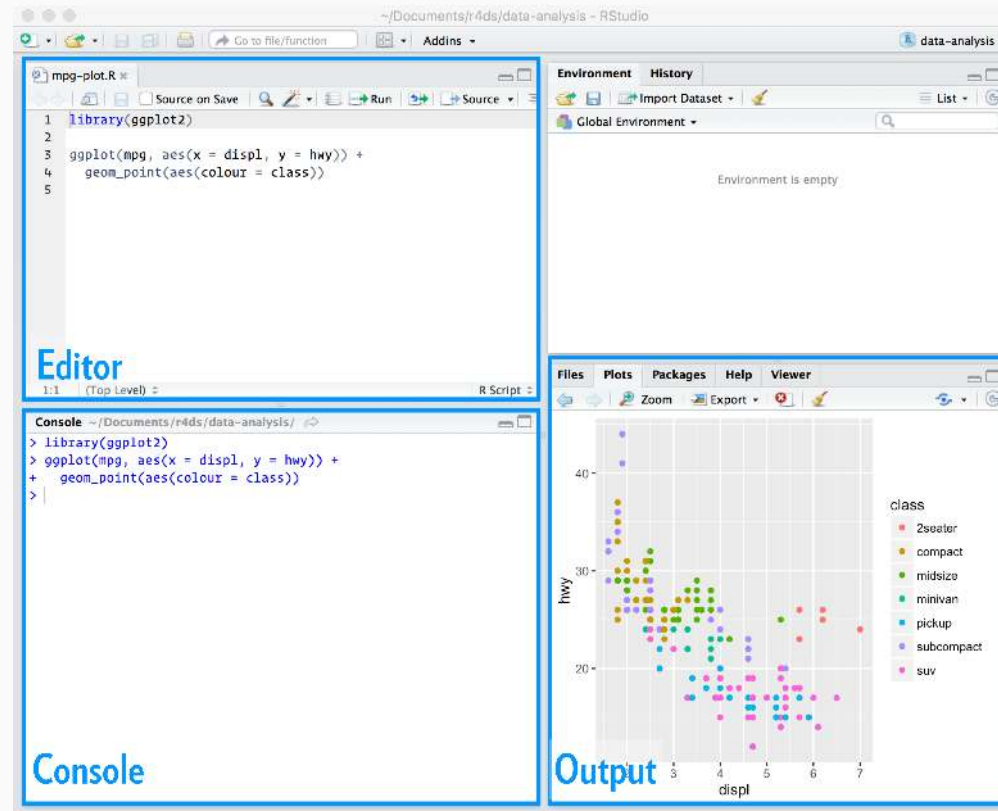 ~/Documents/r4ds/data-analysis - RStudio
Go to file/function
Addins
data-analysis
mpg-plot.R
Source on Save
Run
Source
1 library(ggplot2)
2
3 ggplot(mpg, aes(x = displ, y = hwy)) +
4 geom_point(aes(colour = class))
5
Editor
1:1 (Top Level)
R Script
Environment History
Import Dataset
List
Global Environment
Environment is empty
Console ~/Documents/r4ds/data-analysis/
> library(ggplot2)
> ggplot(mpg, aes(x = displ, y = hwy)) +
+ geom_point(aes(colour = class))
>
Console
Files Plots Packages Help Viewer
Zoom Export
40
30
20
hwy
class
2seater
compact
midsize
minivan
pickup
subcompact
suv
3 4 5 6 7
displ
Output